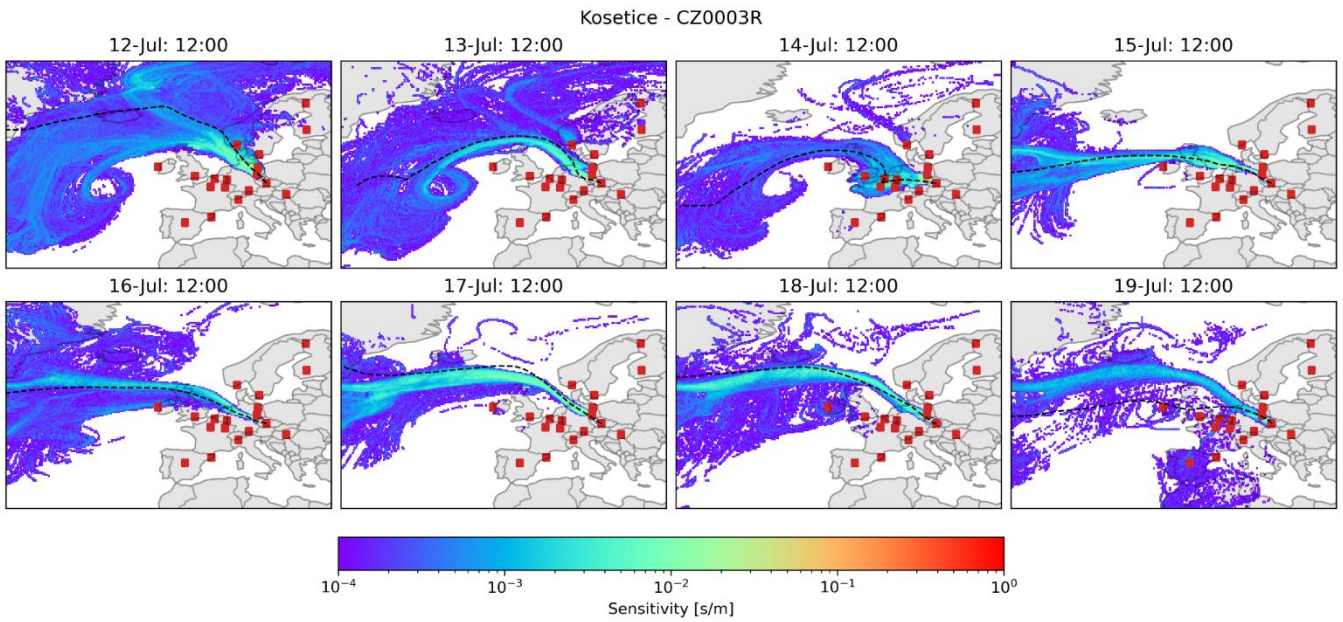 Kosetice - CZ0003R
12-Jul: 12:00
13-Jul: 12:00
14-Jul: 12:00
15-Jul: 12:00
16-Jul: 12:00
17-Jul: 12:00
18-Jul: 12:00
19-Jul: 12:00
10⁻⁴
10⁻³
10⁻²
10⁻¹
10⁰
Sensitivity [s/m]